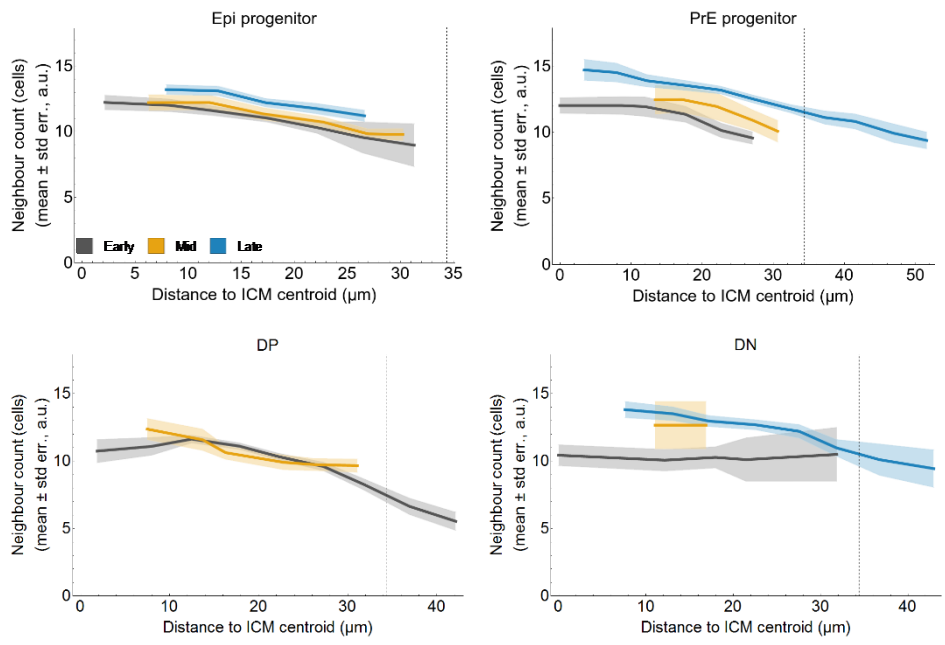 Epi progenitor
Neighbour count (cells)
(mean ± std err., a.u.)
15
10
5
0
Early Mid Late
0 5 10 15 20 25 30 35
Distance to ICM centroid (µm)
PrE progenitor
Neighbour count (cells)
(mean ± std err., a.u.)
15
10
5
0
0 10 20 30 40 50
Distance to ICM centroid (µm)
DP
Neighbour count (cells)
(mean ± std err., a.u.)
15
10
5
0
0 10 20 30 40
Distance to ICM centroid (µm)
DN
Neighbour count (cells)
(mean ± std err., a.u.)
15
10
5
0
0 10 20 30 40
Distance to ICM centroid (µm)